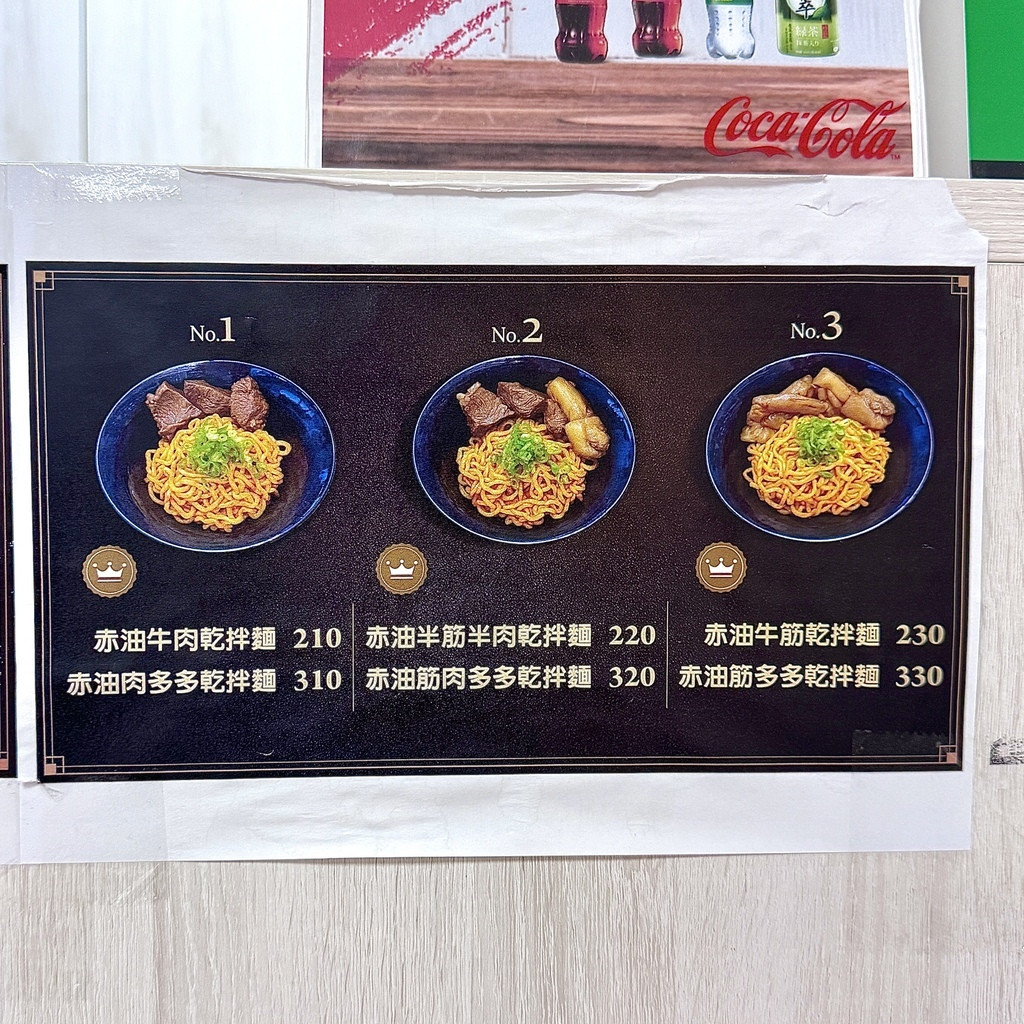 萃
綠茶
Coca-Cola
No.1
No.2
No.3
赤油牛肉乾拌麵 210
赤油肉多多乾拌麵 310
赤油半筋半肉乾拌麵 220
赤油筋肉多多乾拌麵 320
赤油牛筋乾拌麵 230
赤油筋多多乾拌麵 330